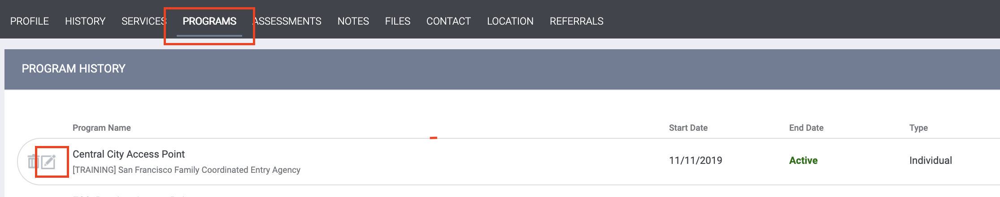 PROFILE HISTORY SERVICES PROGRAMS ASSESSMENTS NOTES FILES CONTACT LOCATION REFERRALS
PROGRAM HISTORY
Program Name Start Date End Date Type
Central City Access Point 11/11/2019 Active Individual
[TRAINING] San Francisco Family Coordinated Entry Agency